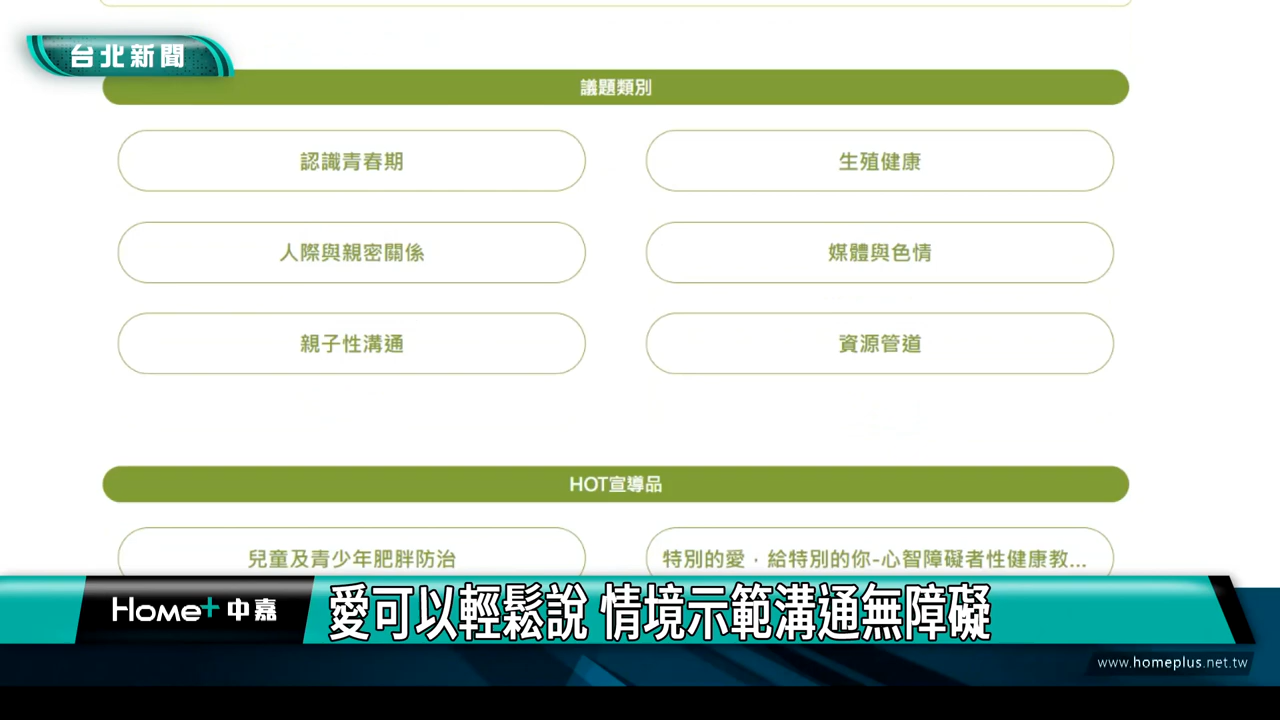 台北新聞
議題類別
認識青春期
生殖健康
人際與親密關係
媒體與色情
親子性溝通
資源管道
HOT宣導品
兒童及青少年肥胖防治
特別的愛．給特別的你-心智障礙者性健康教...
Home+中嘉
愛可以輕鬆說 情境示範溝通無障礙
www.homeplus.net.tw